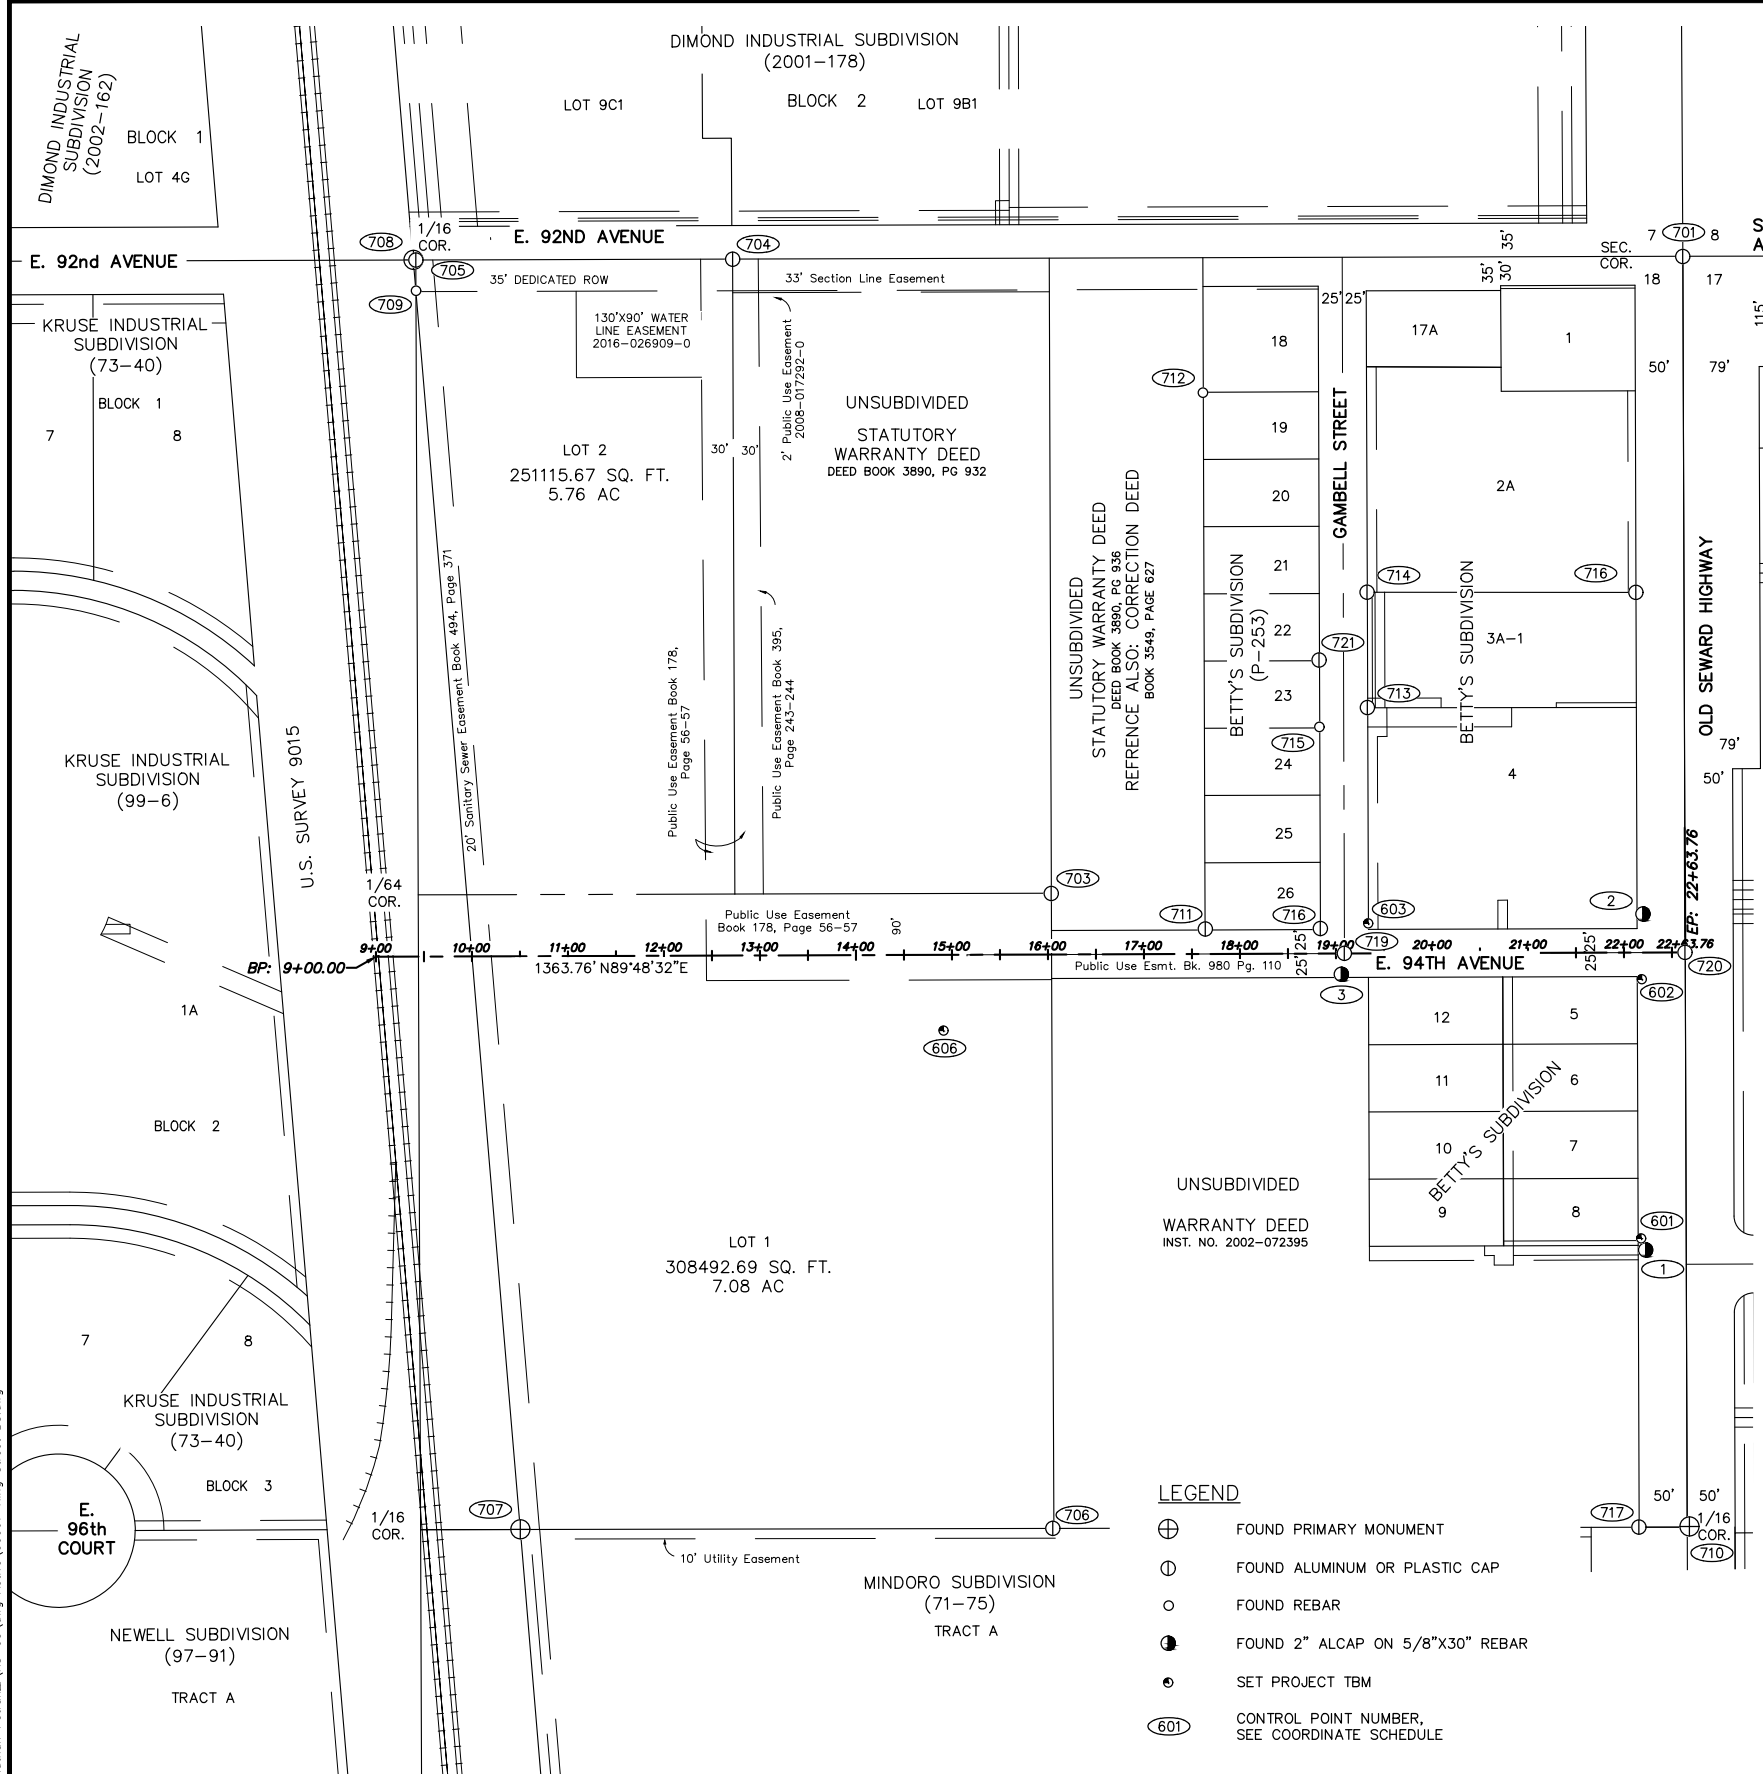 DIMOND INDUSTRIAL
SUBDIVISION
(2002-162)
BLOCK 1
LOT 4G
DIMOND INDUSTRIAL SUBDIVISION
(2001-178)
LOT 9C1
BLOCK 2
LOT 9B1
708
1/16
COR.
E. 92ND AVENUE
704
701
7
8
S
A
E. 92nd AVENUE
705
SEC.
COR.
35'
35'
30'
18
17
709
35' DEDICATED ROW
33' Section Line Easement
25'
25'
115'
KRUSE INDUSTRIAL
SUBDIVISION
(73-40)
BLOCK 1
7
8
130'X90' WATER
LINE EASEMENT
2016-026909-0
2' Public Use Easement
2008-017292-0
LOT 2
251115.67 SQ. FT.
5.76 AC
30'
30'
UNSUBDIVIDED
STATUTORY
WARRANTY DEED
DEED BOOK 3890, PG 932
712
18
19
20
21
22
23
24
25
26
GAMBELL STREET
17A
1
50'
79'
2A
714
716
3A-1
713
4
721
715
BETTY'S SUBDIVISION
(P-253)
BETTY'S SUBDIVISION
OLD SEWARD HIGHWAY
79'
50'
UNSUBDIVIDED
STATUTORY WARRANTY DEED
DEED BOOK 3890, PG 936
REFRENCE ALSO: CORRECTION DEED
BOOK 3549, PAGE 627
20' Sanitary Sewer Easement Book 494, Page 371
Public Use Easement Book 178,
Page 56-57
Public Use Easement Book 395,
Page 243-244
KRUSE INDUSTRIAL
SUBDIVISION
(99-6)
U.S. SURVEY 9015
1/64
COR.
703
Public Use Easement
Book 178, Page 56-57
90'
711
716
603
2
EP: 22+63.76
9+00
10+00
11+00
12+00
13+00
14+00
15+00
16+00
17+00
18+00
19+00
20+00
21+00
22+00
22+63.76
BP: 9+00.00
1363.76' N89°48'32"E
Public Use Esmt. Bk. 980 Pg. 110
25'
25'
719
E. 94TH AVENUE
25'
25'
720
602
3
606
1A
BLOCK 2
12
5
11
6
10
7
9
8
BETTY'S SUBDIVISION
601
1
UNSUBDIVIDED
WARRANTY DEED
INST. NO. 2002-072395
LOT 1
308492.69 SQ. FT.
7.08 AC
7
8
KRUSE INDUSTRIAL
SUBDIVISION
(73-40)
BLOCK 3
E.
96th
COURT
1/16
COR.
707
706
10' Utility Easement
MINDORO SUBDIVISION
(71-75)
TRACT A
NEWELL SUBDIVISION
(97-91)
TRACT A
717
50'
50'
1/16
COR.
710
LEGEND
FOUND PRIMARY MONUMENT
FOUND ALUMINUM OR PLASTIC CAP
FOUND REBAR
FOUND 2" ALCAP ON 5/8"X30" REBAR
SET PROJECT TBM
601
CONTROL POINT NUMBER,
SEE COORDINATE SCHEDULE